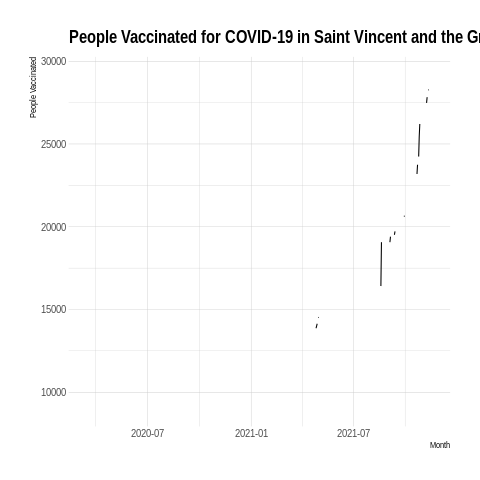 People Vaccinated for COVID-19 in Saint Vincent and the Gr
People Vaccinated
30000
25000
20000
15000
10000
2020-07
2021-01
2021-07
Month